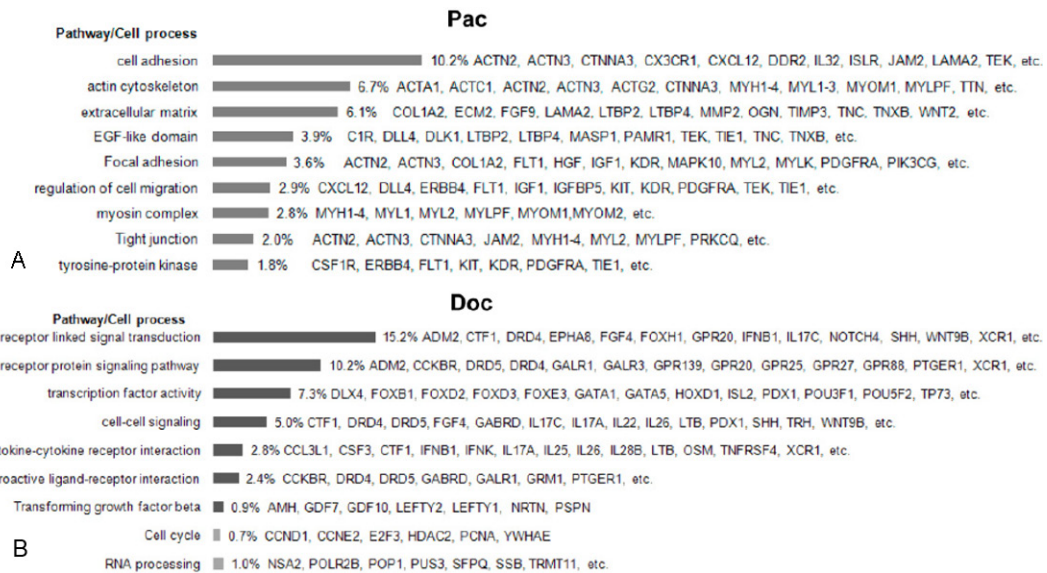 Pac
Pathway/Cell process
cell adhesion 10.2% ACTN2, ACTN3, CTNNA3, CX3CR1, CXCL12, DDR2, IL32, ISLR, JAM2, LAMA2, TEK, etc.
actin cytoskeleton 6.7% ACTA1, ACTC1, ACTN2, ACTN3, ACTG2, CTNNA3, MYH1-4, MYL1-3, MYOM1, MYLPF, TTN, etc.
extracellular matrix 6.1% COL1A2, ECM2, FGF9, LAMA2, LTBP2, LTBP4, MMP2, OGN, TIMP3, TNC, TNXB, WNT2, etc.
EGF-like domain 3.9% C1R, DLL4, DLK1, LTBP2, LTBP4, MASP1, PAMR1, TEK, TIE1, TNC, TNXB, etc.
Focal adhesion 3.6% ACTN2, ACTN3, COL1A2, FLT1, HGF, IGF1, KDR, MAPK10, MYL2, MYLK, PDGFRA, PIK3CG, etc.
regulation of cell migration 2.9% CXCL12, DLL4, ERBB4, FLT1, IGF1, IGFBP5, KIT, KDR, PDGFRA, TEK, TIE1, etc.
myosin complex 2.8% MYH1-4, MYL1, MYL2, MYLPF, MYOM1,MYOM2, etc.
Tight junction 2.0% ACTN2, ACTN3, CTNNA3, JAM2, MYH1-4, MYL2, MYLPF, PRKCQ, etc.
A
tyrosine-protein kinase 1.8% CSF1R, ERBB4, FLT1, KIT, KDR, PDGFRA, TIE1, etc.
Doc
Pathway/Cell process
receptor linked signal transduction 15.2% ADM2, CTF1, DRD4, EPHA8, FGF4, FOXH1, GPR20, IFNB1, IL17C, NOTCH4, SHH, WNT9B, XCR1, etc.
receptor protein signaling pathway 10.2% ADM2, CCKBR, DRD5, DRD4, GALR1, GALR3, GPR139, GPR20, GPR25, GPR27, GPR88, PTGER1, XCR1, etc.
transcription factor activity 7.3% DLX4, FOXB1, FOXD2, FOXD3, FOXE3, GATA1, GATA5, HOXD1, ISL2, PDX1, POU3F1, POU5F2, TP73, etc.
cell-cell signaling 5.0% CTF1, DRD4, DRD5, FGF4, GABRD, IL17C, IL17A, IL22, IL26, LTB, PDX1, SHH, TRH, WNT9B, etc.
tokine-cytokine receptor interaction 2.8% CCL3L1, CSF3, CTF1, IFNB1, IFNK, IL17A, IL25, IL26, IL28B, LTB, OSM, TNFRSF4, XCR1, etc.
roactive ligand-receptor interaction 2.4% CCKBR, DRD4, DRD5, GABRD, GALR1, GRM1, PTGER1, etc.
Transforming growth factor beta 0.9% AMH, GDF7, GDF10, LEFTY2, LEFTY1, NRTN, PSPN
Cell cycle 0.7% CCND1, CCNE2, E2F3, HDAC2, PCNA, YWHAE
B
RNA processing 1.0% NSA2, POLR2B, POP1, PUS3, SFPQ, SSB, TRMT11, etc.